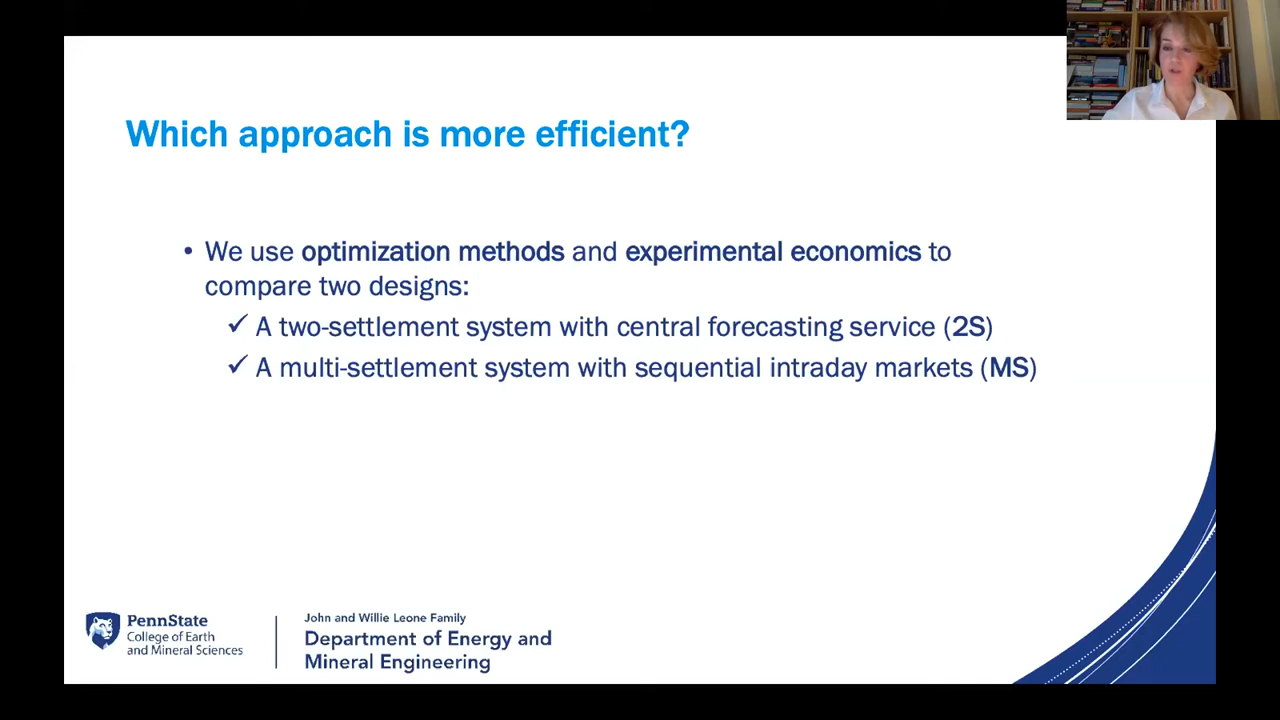 Which approach is more efficient?
• We use optimization methods and experimental economics to
compare two designs:
✓ A two-settlement system with central forecasting service (2S)
✓ A multi-settlement system with sequential intraday markets (MS)
PennState
College of Earth
and Mineral Sciences
John and Willie Leone Family
Department of Energy and
Mineral Engineering